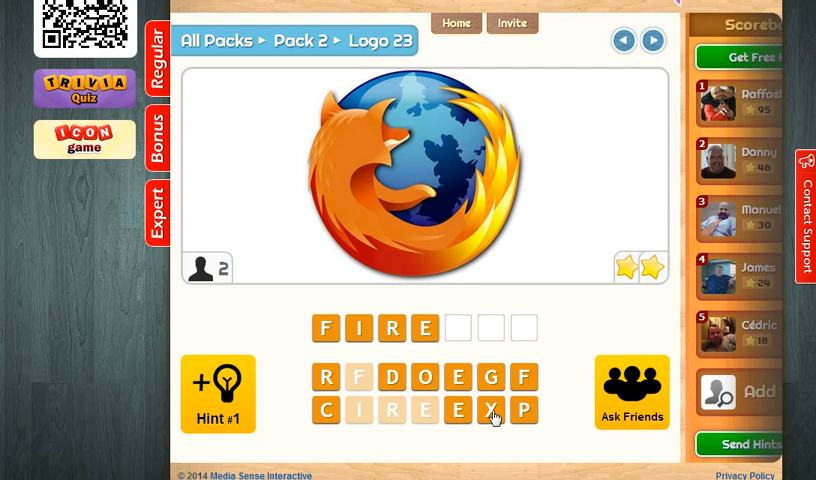 Home Invite
All Packs ▸ Pack 2 ▸ Logo 23
Scorebo
TRIVIA
Quiz
ICON
game
Regular
Bonus
Expert
2
F I R E
R F D O E G F
C I R E E X P
+
Hint #1
Ask Friends
Get Free H
1 Raffael
95
2 Danny
46
3 Manuel
30
4 James
24
5 Cédric
18
Add
Send Hints
Contact Support
© 2014 Media Sense Interactive
Privacy Policy